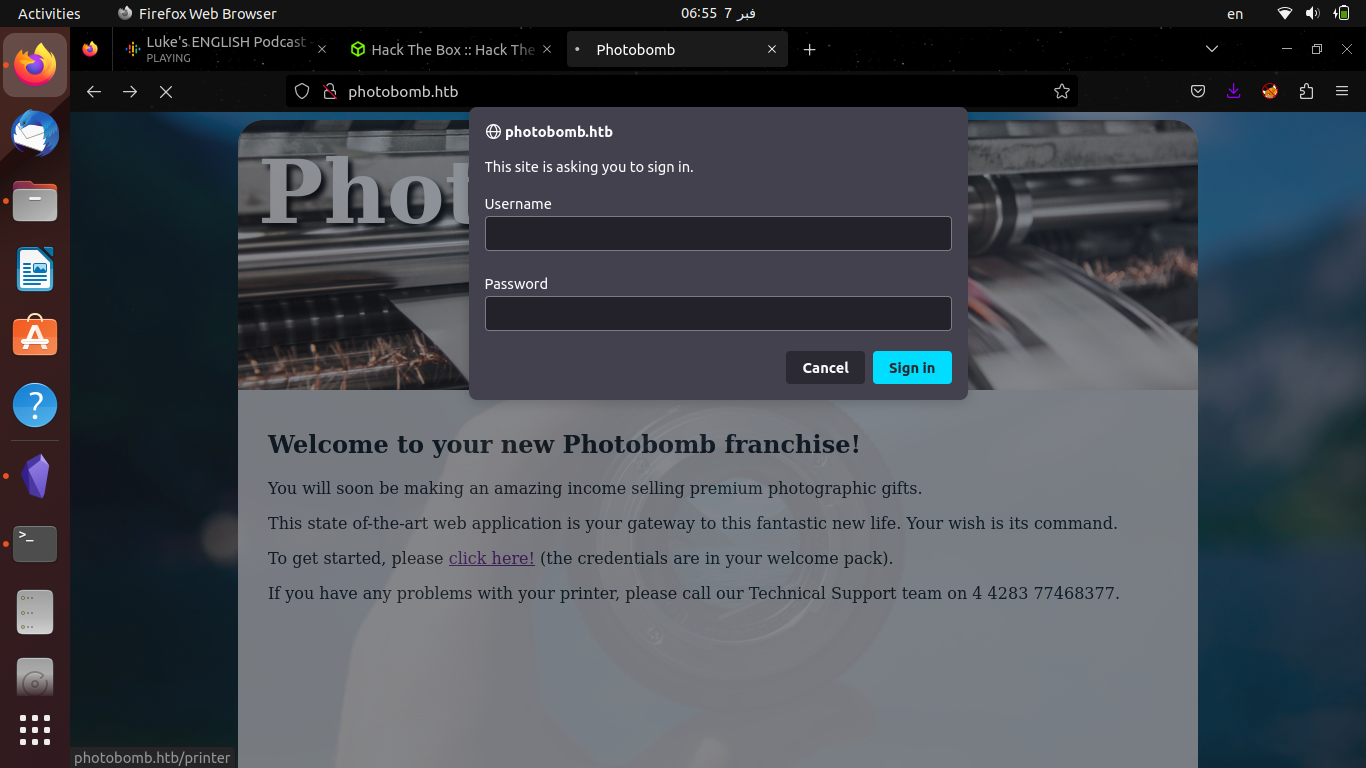 Activities
Firefox Web Browser
06:55 7 فبر
en
Luke's ENGLISH Podcast
PLAYING
Hack The Box :: Hack The
Photobomb
photobomb.htb
Phot
photobomb.htb
This site is asking you to sign in.
Username
Password
Cancel
Sign in
Welcome to your new Photobomb franchise!
You will soon be making an amazing income selling premium photographic gifts.
This state of-the-art web application is your gateway to this fantastic new life. Your wish is its command.
To get started, please click here! (the credentials are in your welcome pack).
If you have any problems with your printer, please call our Technical Support team on 4 4283 77468377.
photobomb.htb/printer